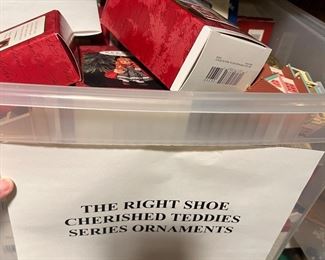 THE RIGHT SHOE
CHERISHED TEDDIES
SERIES ORNAMENTS